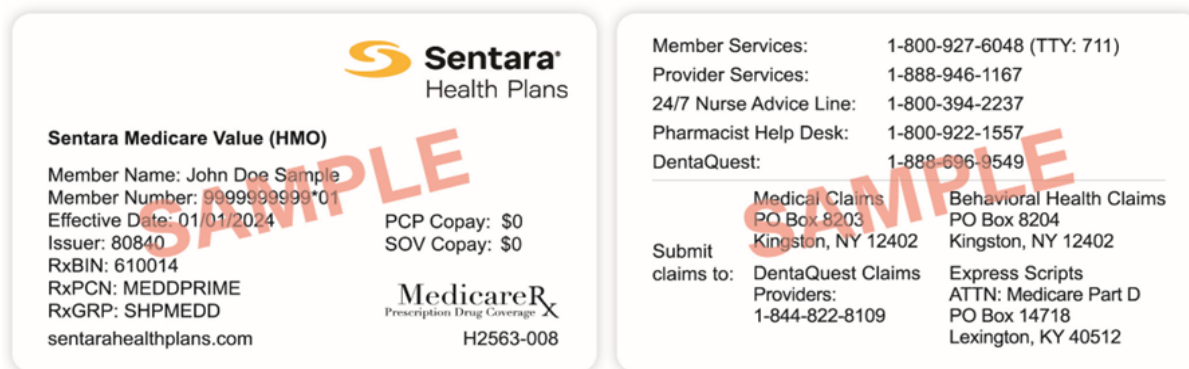 Sentara®
Health Plans
Sentara Medicare Value (HMO)
Member Name: John Doe Sample
Member Number: 9999999999*01
Effective Date: 01/01/2024
Issuer: 80840
RxBIN: 610014
RxPCN: MEDDPRIME
RxGRP: SHPMEDD
sentarahealthplans.com
PCP Copay: $0
SOV Copay: $0
MedicareRx
Prescription Drug Coverage
H2563-008
SAMPLE
Member Services: 1-800-927-6048 (TTY: 711)
Provider Services: 1-888-946-1167
24/7 Nurse Advice Line: 1-800-394-2237
Pharmacist Help Desk: 1-800-922-1557
DentaQuest: 1-888-696-9549
Submit
claims to:
Medical Claims
PO Box 8203
Kingston, NY 12402
Behavioral Health Claims
PO Box 8204
Kingston, NY 12402
DentaQuest Claims
Providers:
1-844-822-8109
Express Scripts
ATTN: Medicare Part D
PO Box 14718
Lexington, KY 40512
SAMPLE